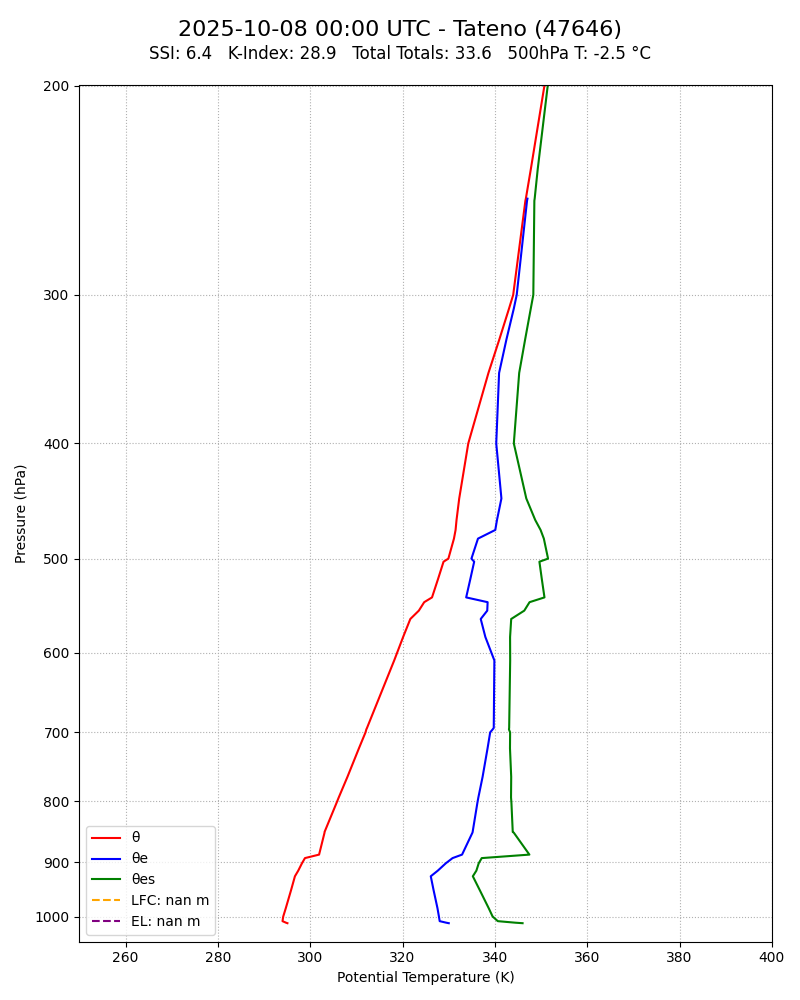 2025-10-08 00:00 UTC - Tateno (47646)
SSI: 6.4 K-Index: 28.9 Total Totals: 33.6 500hPa T: -2.5 °C
200
300
400
500
600
700
800
900
1000
Pressure (hPa)
θ
θe
θes
LFC: nan m
EL: nan m
260 280 300 320 340 360 380 400
Potential Temperature (K)